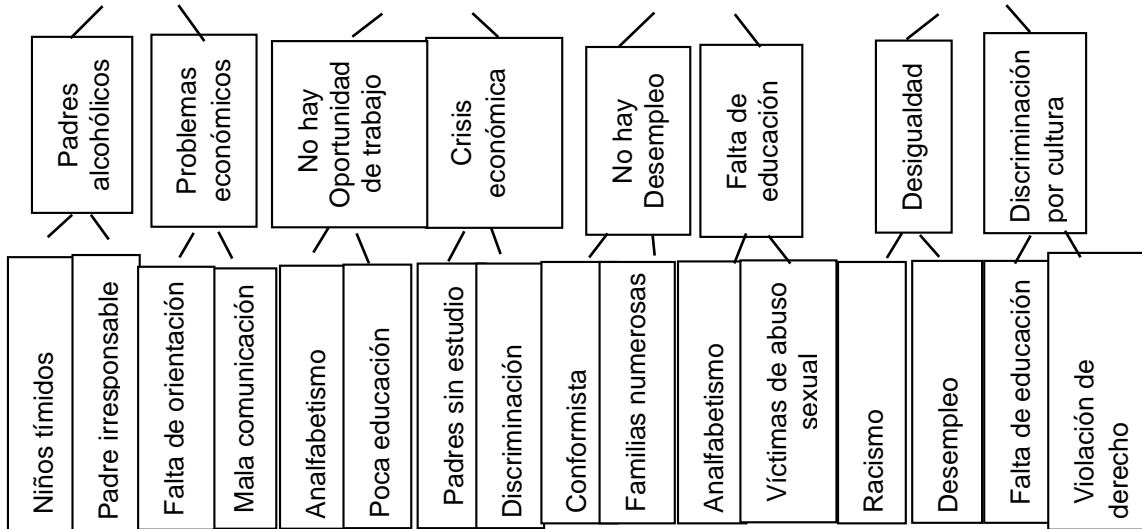 Padres
alcohólicos
Problemas
económicos
No hay
Oportunidad
de trabajo
Crisis
económica
No hay
Desempleo
Falta de
educación
Desigualdad
Discriminación
por cultura
Niños tímidos
Padre irresponsable
Falta de orientación
Mala comunicación
Analfabetismo
Poca educación
Padres sin estudio
Discriminación
Conformista
Familias numerosas
Analfabetismo
Víctimas de abuso
sexual
Racismo
Desempleo
Falta de educación
Violación de
derecho